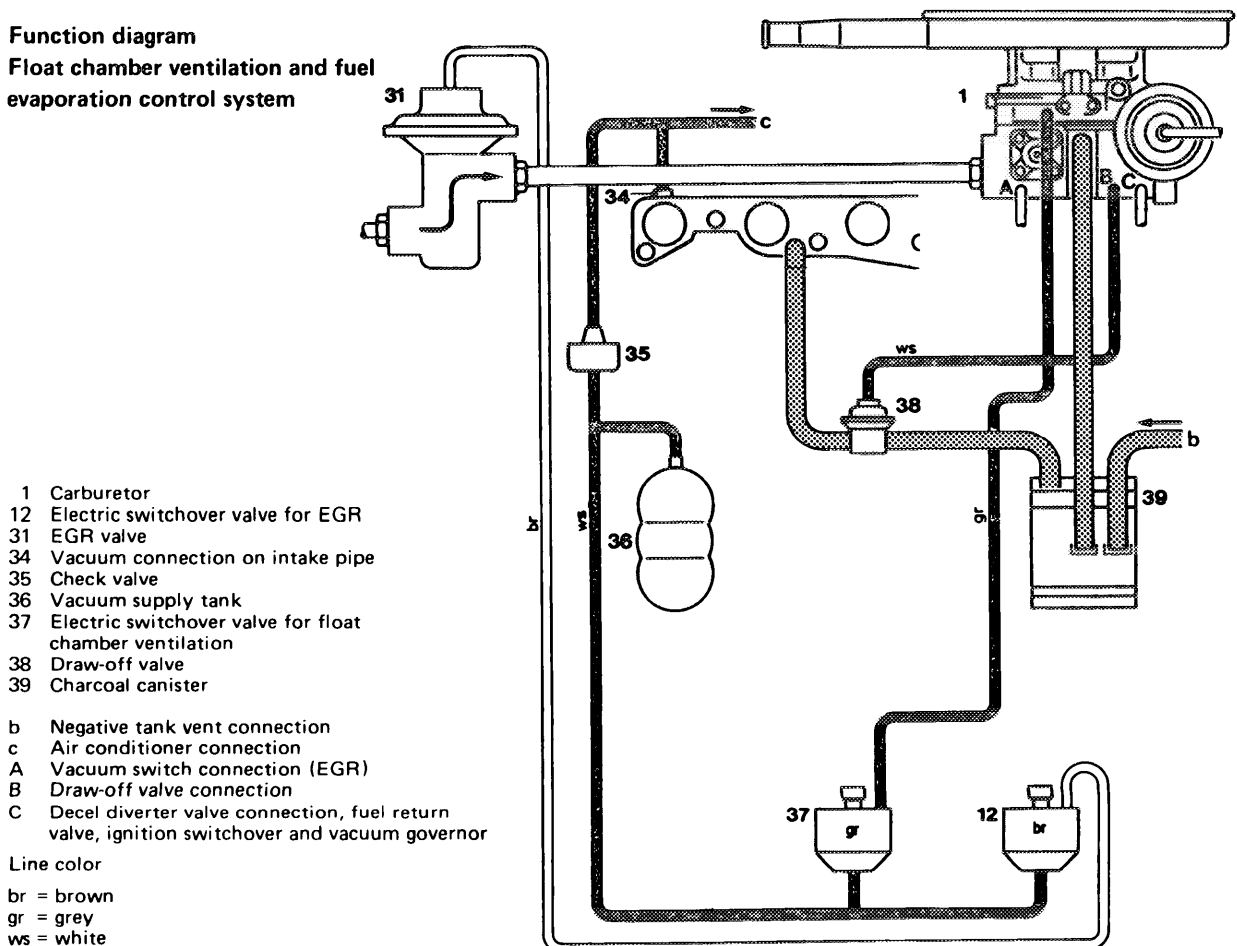 Function diagram
Float chamber ventilation and fuel
evaporation control system
31
1
c
34
A
B
C
35
ws
38
b
39
br
ws
gr
36
37
gr
12
br
1 Carburetor
12 Electric switchover valve for EGR
31 EGR valve
34 Vacuum connection on intake pipe
35 Check valve
36 Vacuum supply tank
37 Electric switchover valve for float
chamber ventilation
38 Draw-off valve
39 Charcoal canister
b Negative tank vent connection
c Air conditioner connection
A Vacuum switch connection (EGR)
B Draw-off valve connection
C Decel diverter valve connection, fuel return
valve, ignition switchover and vacuum governor
Line color
br = brown
gr = grey
ws = white